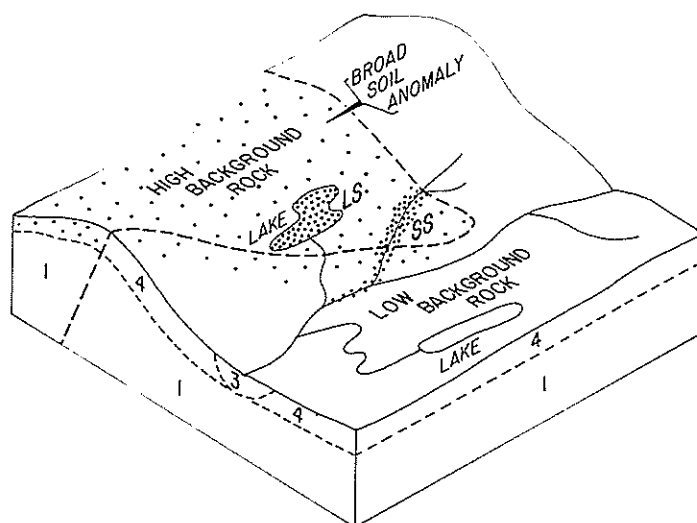 BROAD
SOIL
ANOMALY
HIGH
BACKGROUND
ROCK
LAKE
LS
SS
LOW
BACKGROUND
ROCK
LAKE
1
4
1
3
4
4
1